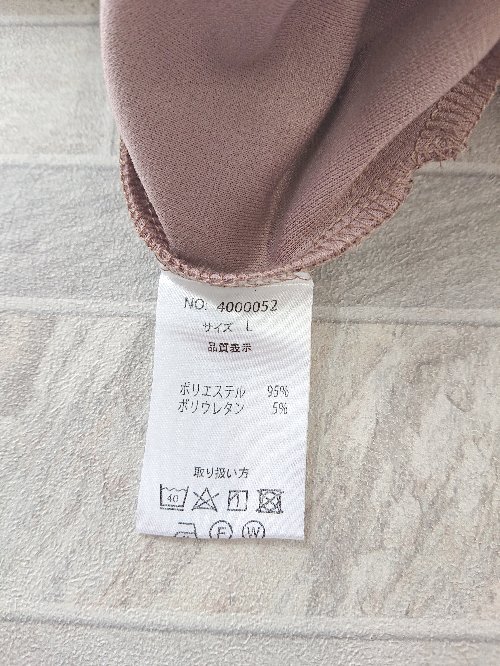 NO: 4000052
サイズ L
品質表示
ポリエステル 95%
ポリウレタン 5%
取り扱い方
40
F W